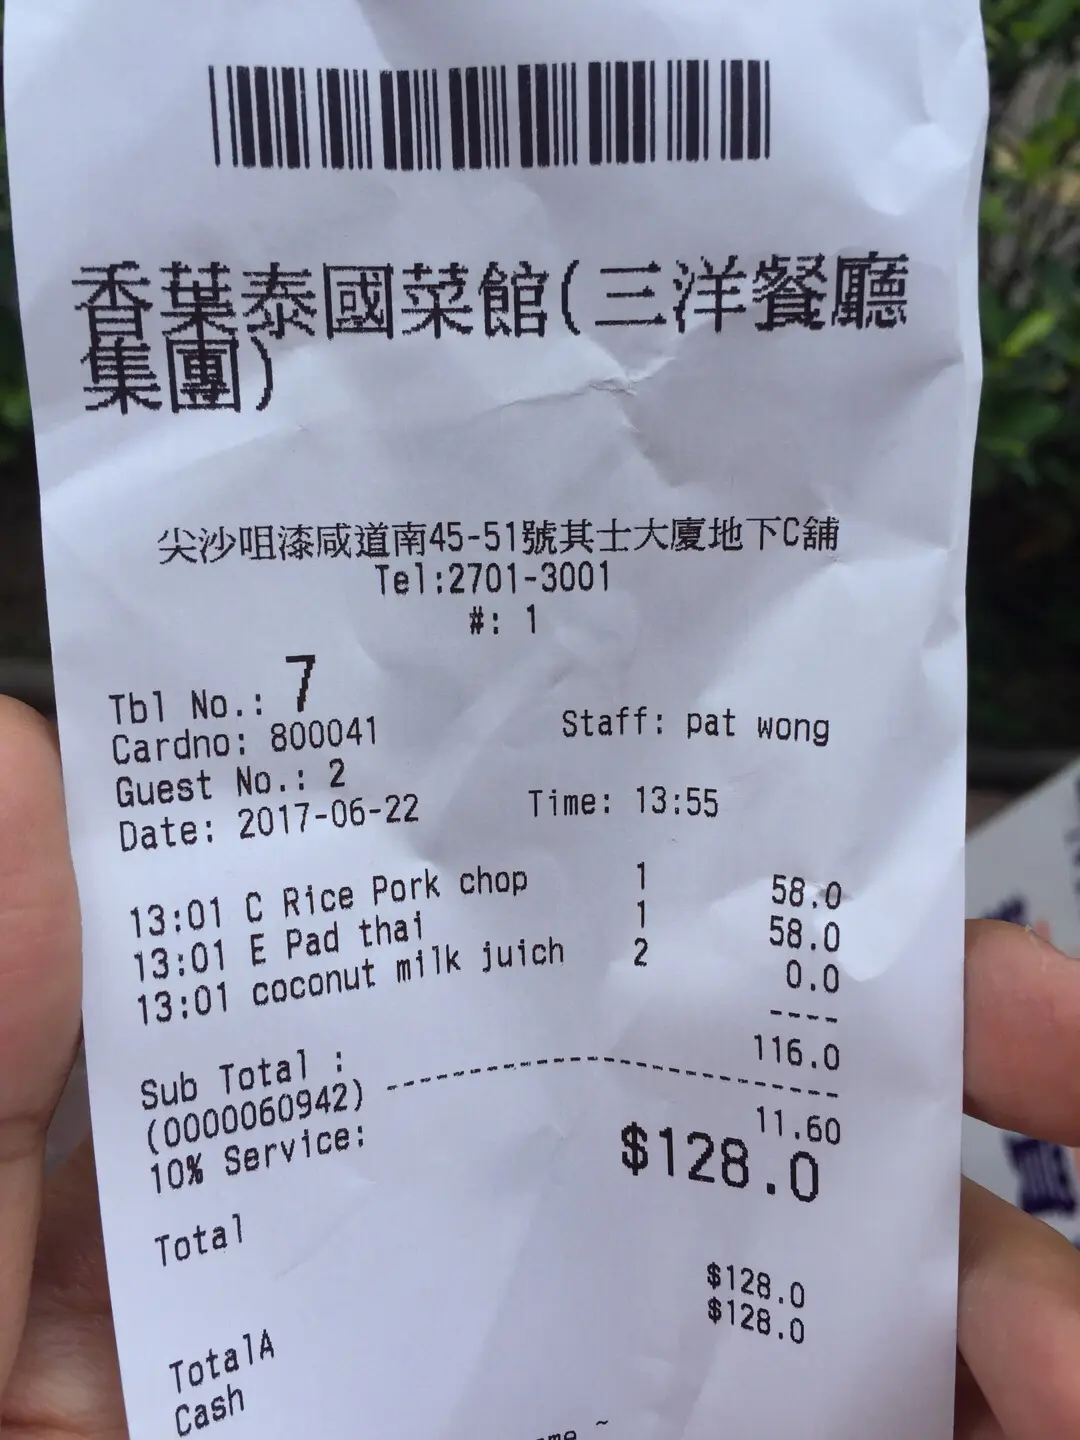 香葉泰國菜館(三洋餐廳
集團)
尖沙咀漆咸道南45-51號其士大廈地下C舖
Tel:2701-3001
#: 1
Tbl No.: 7
Cardno: 800041 Staff: pat wong
Guest No.: 2
Date: 2017-06-22 Time: 13:55
13:01 C Rice Pork chop 1 58.0
13:01 E Pad thai 1 58.0
13:01 coconut milk juich 2 0.0
----
Sub Total : 116.0
(0000060942) --------------------------------
10% Service: 11.60
Total $128.0
TotalA $128.0
Cash $128.0